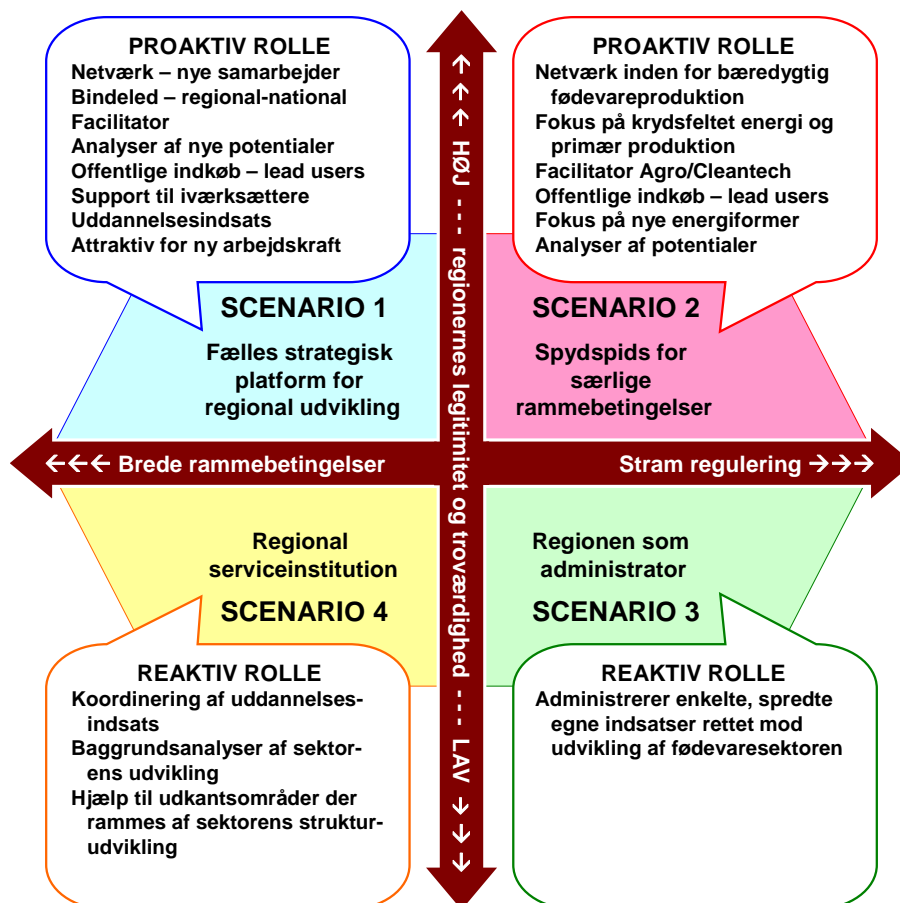 PROAKTIV ROLLE
Netværk – nye samarbejder
Bindeled – regional-national
Facilitator
Analyser af nye potentialer
Offentlige indkøb – lead users
Support til iværksættere
Uddannelsesindsats
Attraktiv for ny arbejdskraft
PROAKTIV ROLLE
Netværk inden for bæredygtig
fødevareproduktion
Fokus på krydsfeltet energi og
primær produktion
Facilitator Agro/Cleantech
Offentlige indkøb – lead users
Fokus på nye energiformer
Analyser af potentialer
SCENARIO 1
Fælles strategisk
platform for
regional udvikling
SCENARIO 2
Spydspids for
særlige
rammebetingelser
←←← LAV - - - regionernes legitimitet og troværdighed - - - HØJ →→→
←←← Brede rammebetingelser
Stram regulering →→→
Regional
serviceinstitution
SCENARIO 4
Regionen som
administrator
SCENARIO 3
REAKTIV ROLLE
Koordinering af uddannelses-
indsats
Baggrundsanalyser af sektor-
ens udvikling
Hjælp til udkantsområder der
rammes af sektorens struktur-
udvikling
REAKTIV ROLLE
Administrerer enkelte, spredte
egne indsatser rettet mod
udvikling af fødevaresektoren